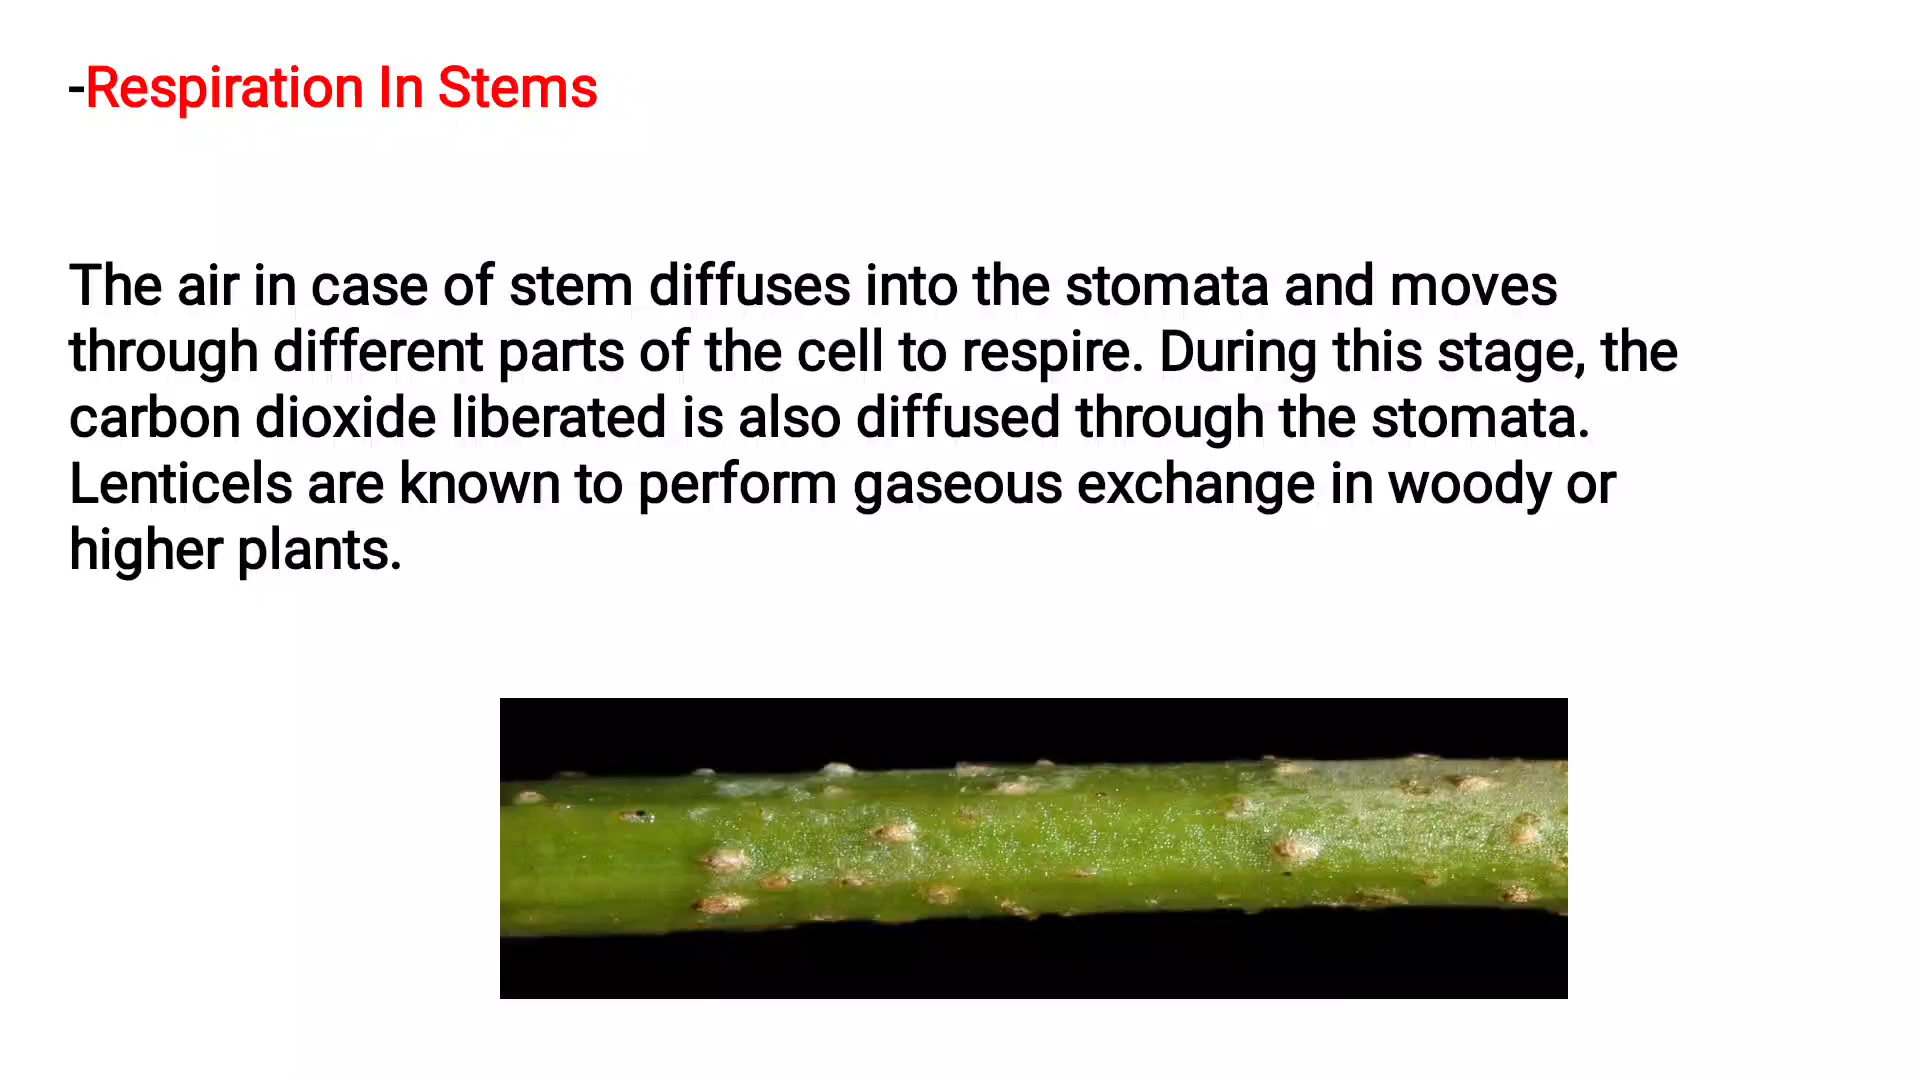 -Respiration In Stems
The air in case of stem diffuses into the stomata and moves
through different parts of the cell to respire. During this stage, the
carbon dioxide liberated is also diffused through the stomata.
Lenticels are known to perform gaseous exchange in woody or
higher plants.